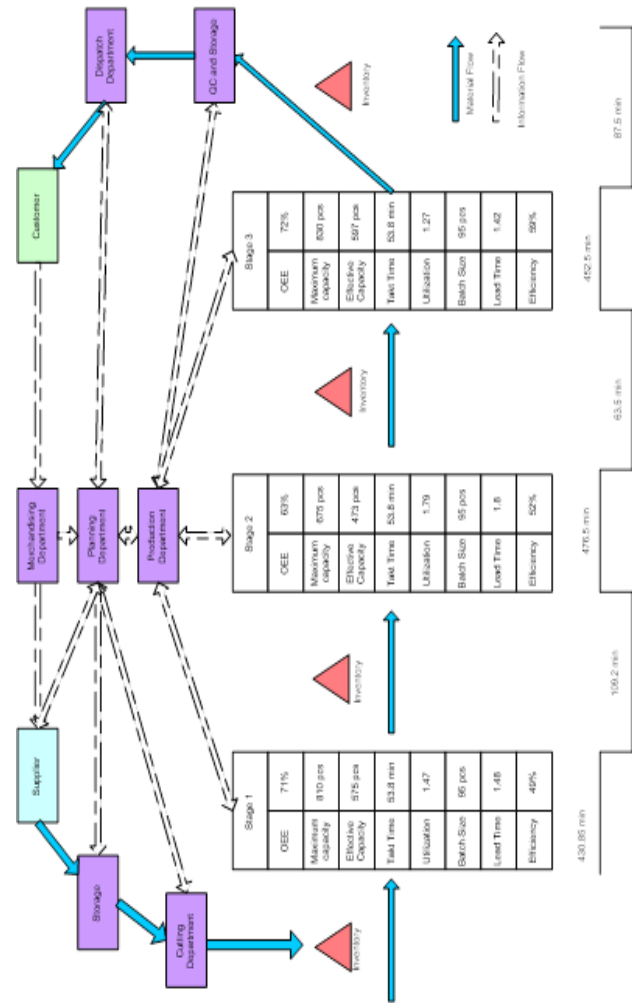 Supplier
Merchandising
Department
Customer
Storage
Planning
Department
Dispatch
Department
Cutting
Department
Production
Department
QC and Storage
Stage 1
OEE 71%
Maximum capacity 810 pcs
Effective Capacity 575 pcs
Takt Time 53.8 min
Utilization 1.47
Batch Size 95 pcs
Lead Time 1.48
Efficiency 49%
Stage 2
OEE 63%
Maximum capacity 675 pcs
Effective Capacity 473 pcs
Takt Time 53.8 min
Utilization 1.79
Batch Size 95 pcs
Lead Time 1.8
Efficiency 52%
Stage 3
OEE 72%
Maximum capacity 830 pcs
Effective Capacity 597 pcs
Takt Time 53.8 min
Utilization 1.27
Batch Size 95 pcs
Lead Time 1.42
Efficiency 59%
Inventory
Inventory
Inventory
Inventory
Material Flow
Information Flow
430.85 min
109.2 min
476.5 min
63.5 min
452.5 min
87.5 min